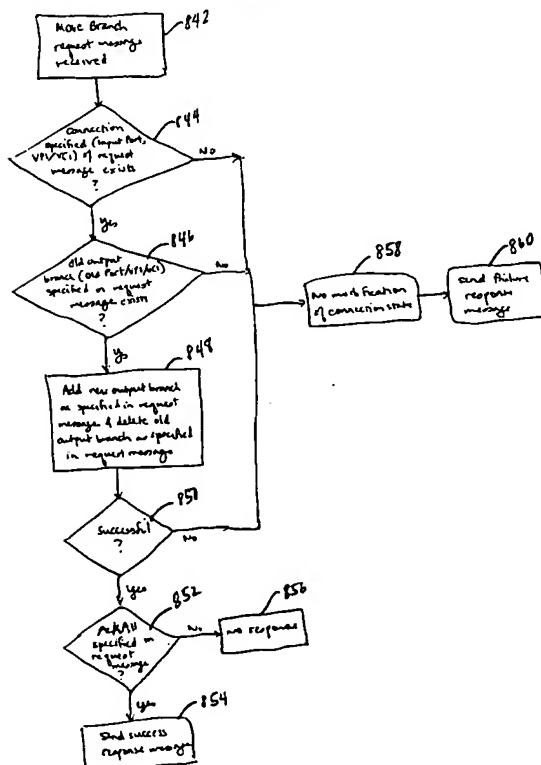 842
Move Branch
request message
received
844
Connection
specified (Input Port,
VPI/VCI) of request
message exists
?
No
Yes
846
Old output
branch (Old Port/VPI/VCI)
specified in request
message exists
?
No
Yes
848
Add new output branch
as specified in request
message & delete old
output branch as specified
in request message
850
Successful
?
No
Yes
852
AckAll
specified in
request
message
?
No
856
No response
Yes
854
Send success
response message
858
No modification
of connection state
860
Send failure
response
message